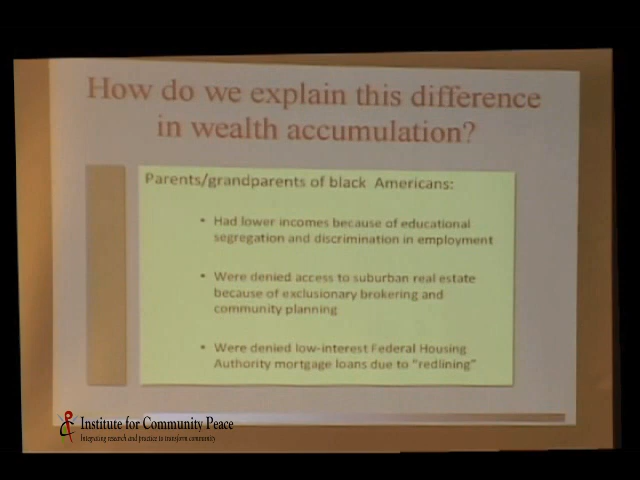 How do we explain this difference
in wealth accumulation?
Parents/grandparents of black Americans:
• Had lower incomes because of educational
segregation and discrimination in employment
• Were denied access to suburban real estate
because of exclusionary brokering and
community planning
• Were denied low-interest Federal Housing
Authority mortgage loans due to "redlining"
Institute for Community Peace
Integrating research and practice to transform community